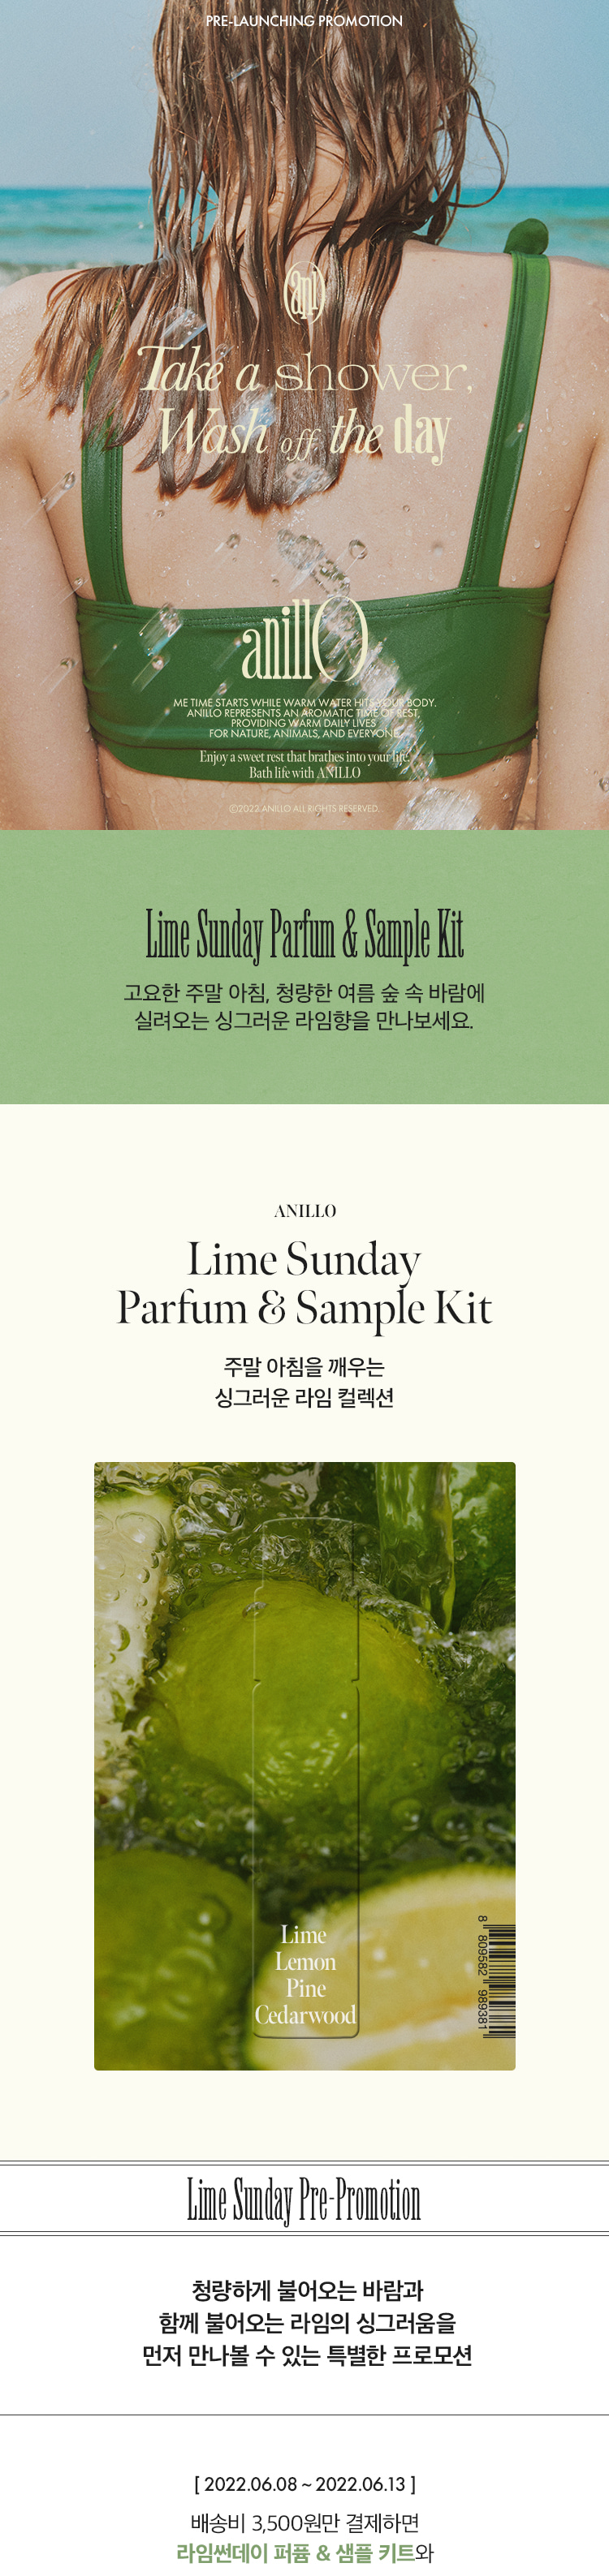 PRE-LAUNCHING PROMOTION
ani
Take a shower,
Wash off the day
anillO
ME TIME STARTS WHILE WARM WATER HITS YOUR BODY.
ANILLO REPRESENTS AN AROMATIC TIME OF REST,
PROVIDING WARM DAILY LIVES
FOR NATURE, ANIMALS, AND EVERYONE.
Enjoy a sweet rest that brathes into your life.
Bath life with ANILLO
©2022.ANILLO ALL RIGHTS RESERVED.
Lime Sunday Parfum & Sample Kit
고요한 주말 아침, 청량한 여름 숲 속 바람에
실려오는 싱그러운 라임향을 만나보세요.
ANILLO
Lime Sunday
Parfum & Sample Kit
주말 아침을 깨우는
싱그러운 라임 컬렉션
Lime
Lemon
Pine
Cedarwood
8 809582 989381
Lime Sunday Pre-Promotion
청량하게 불어오는 바람과
함께 불어오는 라임의 싱그러움을
먼저 만나볼 수 있는 특별한 프로모션
[ 2022.06.08 ~ 2022.06.13 ]
배송비 3,500원만 결제하면
라임썬데이 퍼퓸 & 샘플 키트와